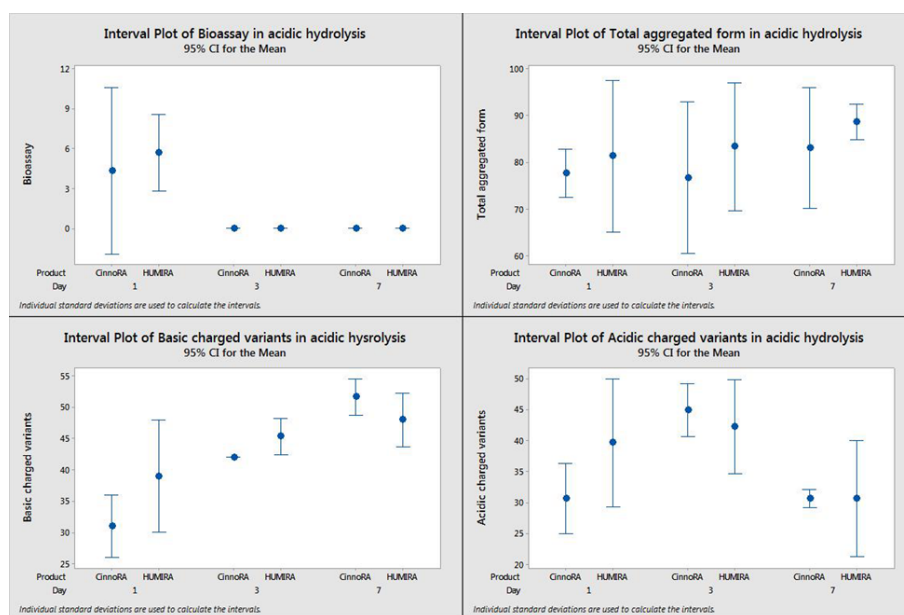 Interval Plot of Bioassay in acidic hydrolysis
95% CI for the Mean
12
9
6
3
0
Bioassay
Product CinnoRA HUMIRA CinnoRA HUMIRA CinnoRA HUMIRA
Day 1 3 7
Individual standard deviations are used to calculate the intervals.
Interval Plot of Total aggregated form in acidic hydrolysis
95% CI for the Mean
100
90
80
70
60
Total aggregated form
Product CinnoRA HUMIRA CinnoRA HUMIRA CinnoRA HUMIRA
Day 1 3 7
Individual standard deviations are used to calculate the intervals.
Interval Plot of Basic charged variants in acidic hysrolysis
95% CI for the Mean
55
50
45
40
35
30
25
Basic charged variants
Product CinnoRA HUMIRA CinnoRA HUMIRA CinnoRA HUMIRA
Day 1 3 7
Individual standard deviations are used to calculate the intervals.
Interval Plot of Acidic charged variants in acidic hydrolysis
95% CI for the Mean
50
45
40
35
30
25
20
Acidic charged variants
Product CinnoRA HUMIRA CinnoRA HUMIRA CinnoRA HUMIRA
Day 1 3 7
Individual standard deviations are used to calculate the intervals.